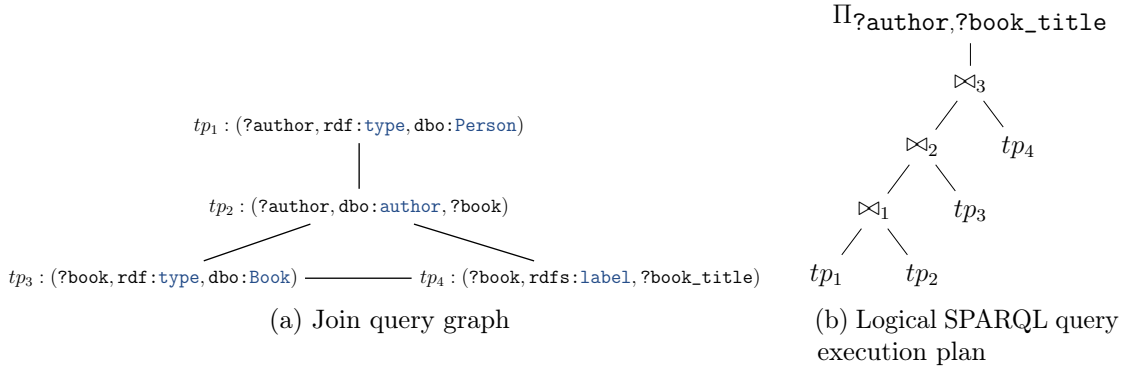 Π?author,?book_title
⋈3
tp1 : (?author, rdf:type, dbo:Person)
⋈2
tp4
tp2 : (?author, dbo:author, ?book)
⋈1
tp3
tp3 : (?book, rdf:type, dbo:Book)
tp4 : (?book, rdfs:label, ?book_title)
tp1
tp2
(a) Join query graph
(b) Logical SPARQL query
execution plan